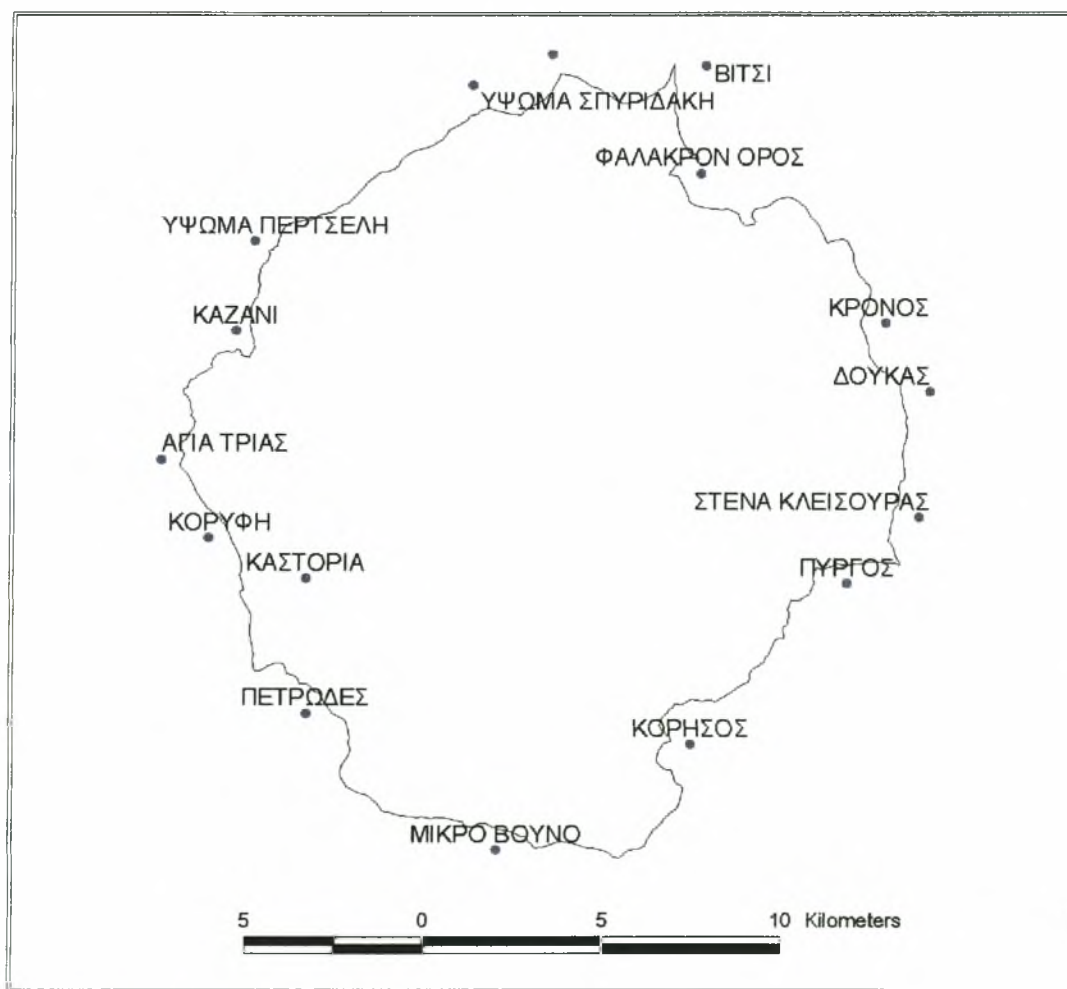 ΒΙΤΣΙ
ΥΨΩΜΑ ΣΠΥΡΙΔΑΚΗ
ΦΑΛΑΚΡΟΝ ΟΡΟΣ
ΥΨΩΜΑ ΠΕΡΤΣΕΛΗ
ΚΑΖΑΝΙ
ΚΡΟΝΟΣ
ΔΟΥΚΑΣ
ΑΓΙΑ ΤΡΙΑΣ
ΣΤΕΝΑ ΚΛΕΙΣΟΥΡΑΣ
ΚΟΡΥΦΗ
ΚΑΣΤΟΡΙΑ
ΠΥΡΓΟΣ
ΠΕΤΡΩΔΕΣ
ΚΟΡΗΣΟΣ
ΜΙΚΡΟ ΒΟΥΝΟ
5 0 5 10 Kilometers